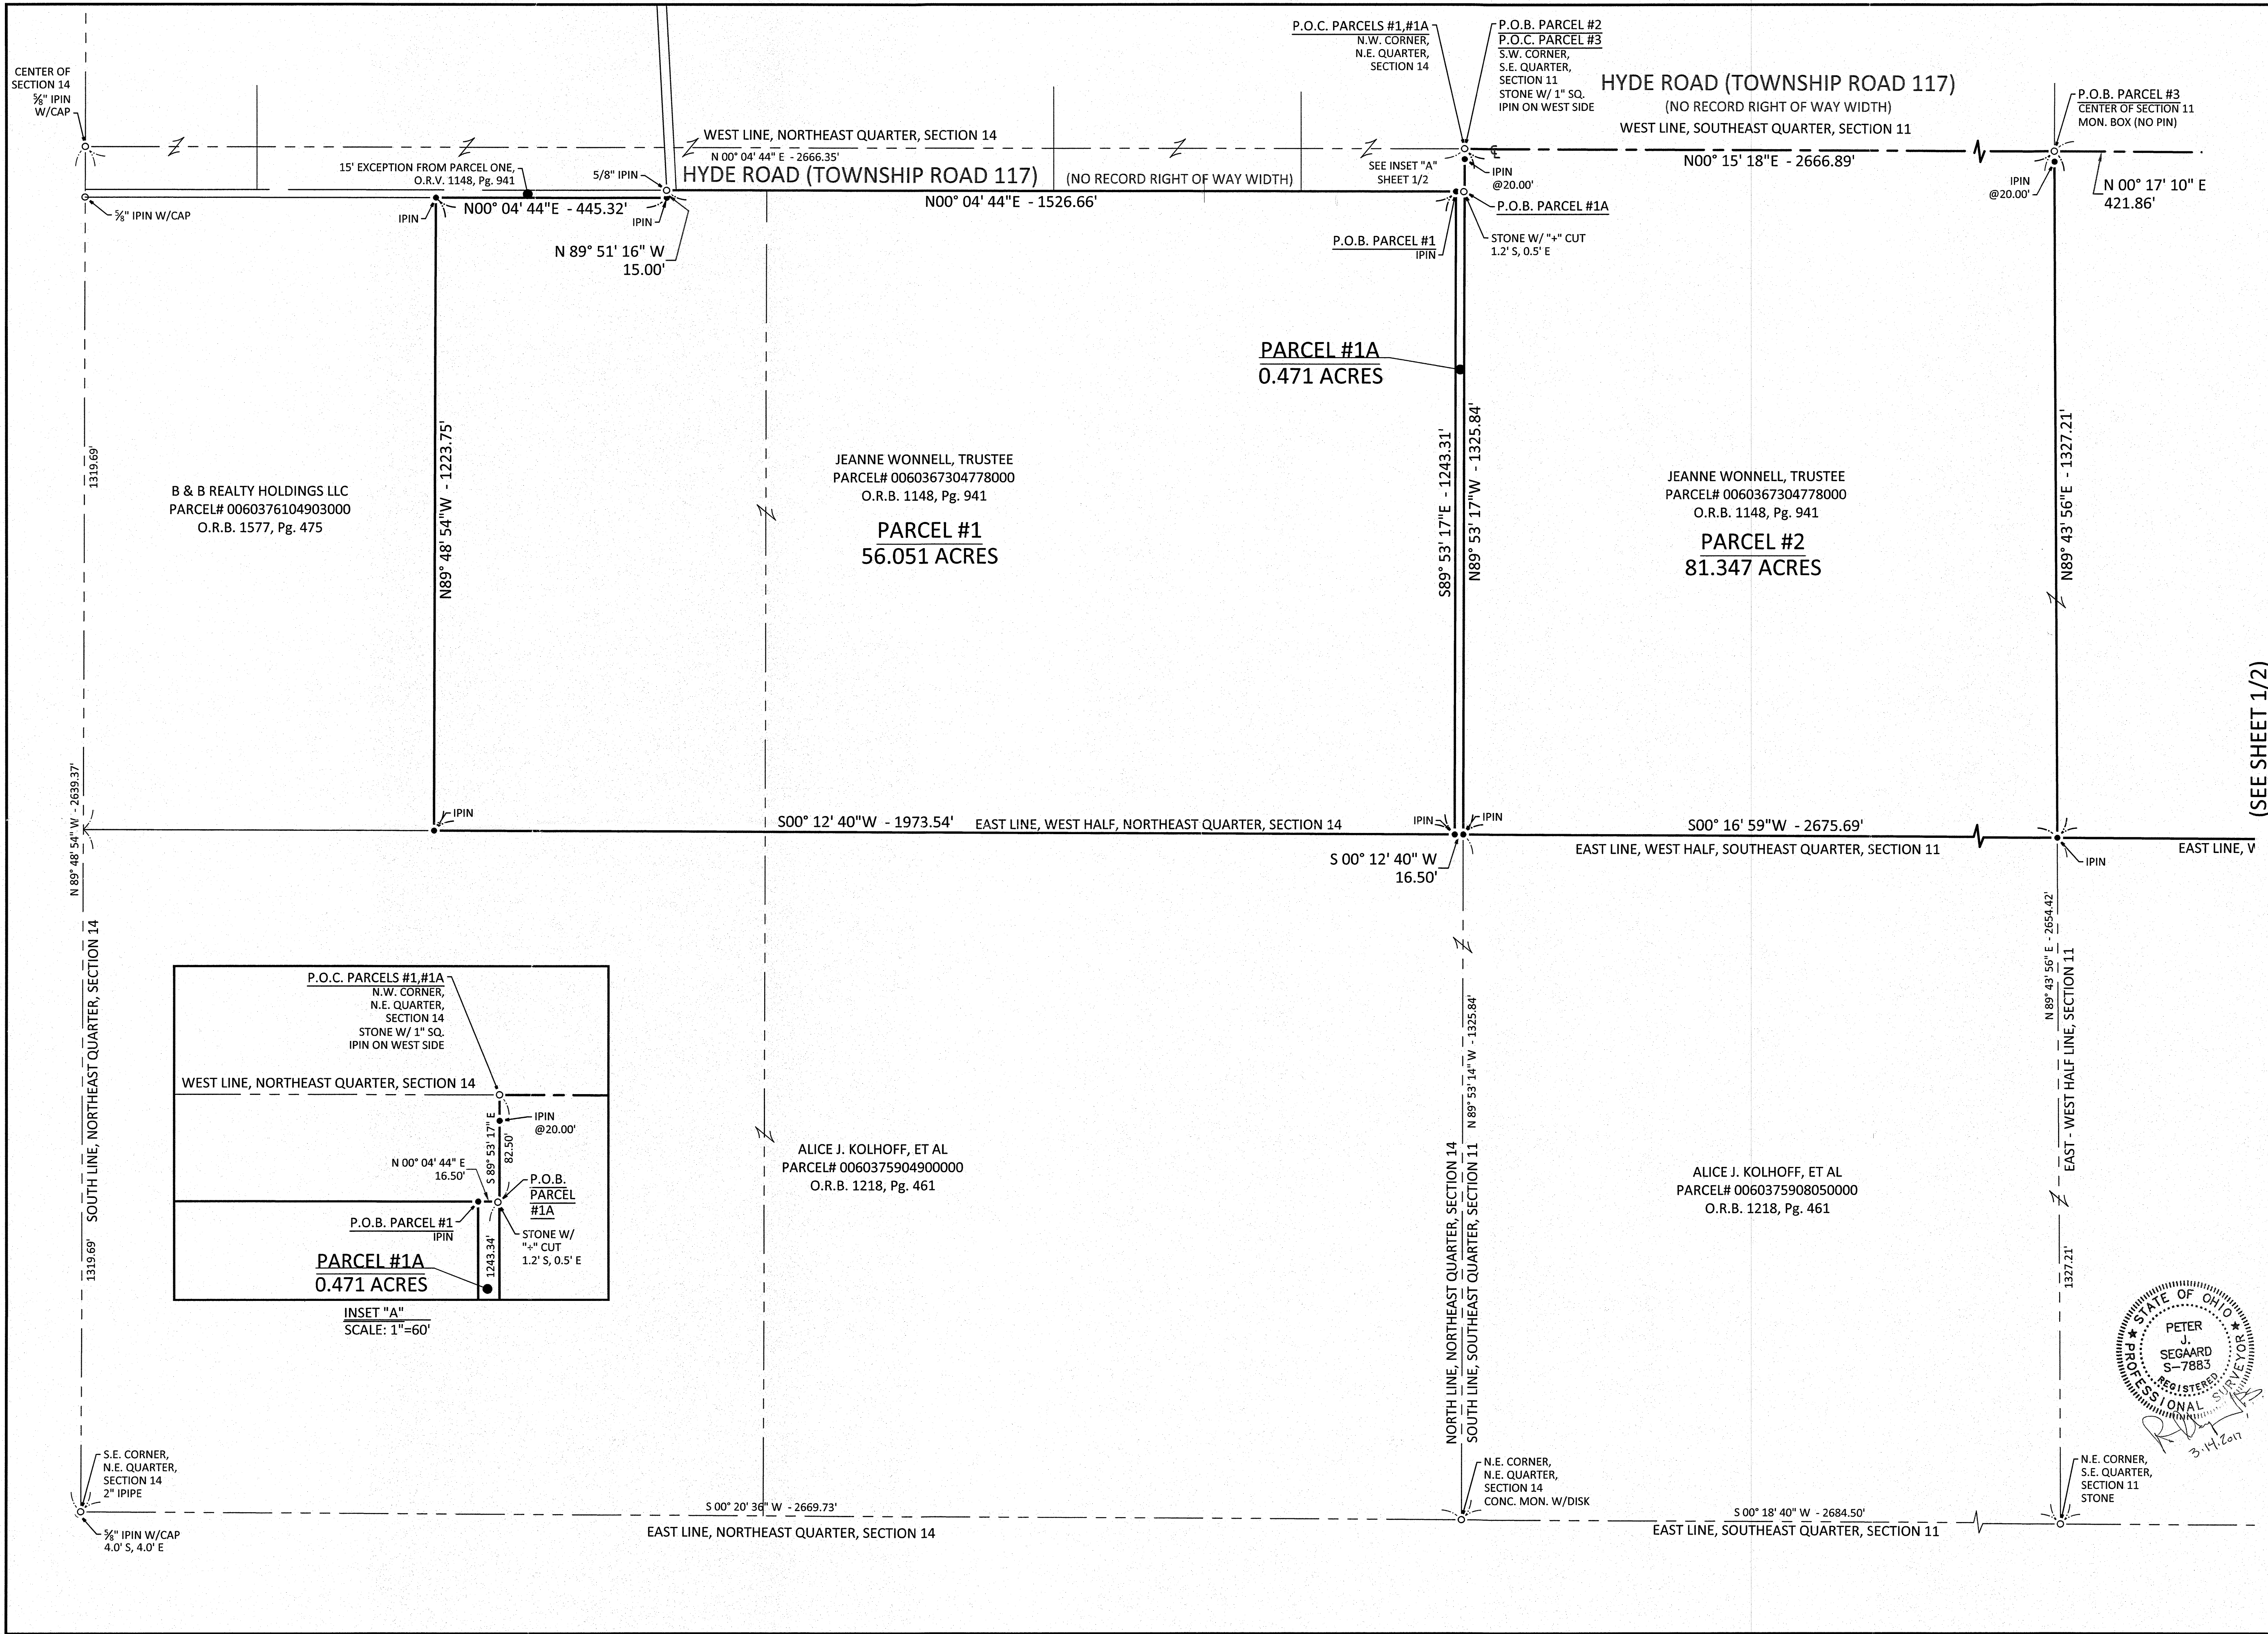 CENTER OF
SECTION 14
⅝" IPIN
W/CAP
P.O.C. PARCELS #1,#1A
N.W. CORNER,
N.E. QUARTER,
SECTION 14
P.O.B. PARCEL #2
P.O.C. PARCEL #3
S.W. CORNER,
S.E. QUARTER,
SECTION 11
STONE W/ 1" SQ.
IPIN ON WEST SIDE
HYDE ROAD (TOWNSHIP ROAD 117)
(NO RECORD RIGHT OF WAY WIDTH)
WEST LINE, SOUTHEAST QUARTER, SECTION 11
P.O.B. PARCEL #3
CENTER OF SECTION 11
MON. BOX (NO PIN)
WEST LINE, NORTHEAST QUARTER, SECTION 14
N 00° 04' 44" E - 2666.35'
15' EXCEPTION FROM PARCEL ONE,
O.R.V. 1148, Pg. 941
5/8" IPIN
HYDE ROAD (TOWNSHIP ROAD 117)
(NO RECORD RIGHT OF WAY WIDTH)
SEE INSET "A"
SHEET 1/2
IPIN
@20.00'
N00° 15' 18"E - 2666.89'
IPIN
@20.00'
N 00° 17' 10" E
421.86'
⅝" IPIN W/CAP
IPIN
N00° 04' 44"E - 445.32'
IPIN
N00° 04' 44"E - 1526.66'
P.O.B. PARCEL #1A
N 89° 51' 16" W
15.00'
P.O.B. PARCEL #1
IPIN
STONE W/ "+" CUT
1.2' S, 0.5' E
PARCEL #1A
0.471 ACRES
1319.69'
N89° 48' 54"W - 1223.75'
S89° 53' 17"E - 1243.31'
N89° 53' 17"W - 1325.84'
N89° 43' 56"E - 1327.21'
B & B REALTY HOLDINGS LLC
PARCEL# 0060376104903000
O.R.B. 1577, Pg. 475
JEANNE WONNELL, TRUSTEE
PARCEL# 0060367304778000
O.R.B. 1148, Pg. 941
PARCEL #1
56.051 ACRES
JEANNE WONNELL, TRUSTEE
PARCEL# 0060367304778000
O.R.B. 1148, Pg. 941
PARCEL #2
81.347 ACRES
(SEE SHEET 1/2)
N 89° 48' 54" W - 2639.37'
IPIN
S00° 12' 40"W - 1973.54'
EAST LINE, WEST HALF, NORTHEAST QUARTER, SECTION 14
IPIN
IPIN
S 00° 12' 40" W
16.50'
S00° 16' 59"W - 2675.69'
EAST LINE, WEST HALF, SOUTHEAST QUARTER, SECTION 11
IPIN
EAST LINE, W
SOUTH LINE, NORTHEAST QUARTER, SECTION 14
1319.69'
P.O.C. PARCELS #1,#1A
N.W. CORNER,
N.E. QUARTER,
SECTION 14
STONE W/ 1" SQ.
IPIN ON WEST SIDE
WEST LINE, NORTHEAST QUARTER, SECTION 14
IPIN
@20.00'
S 89° 53' 17" E
82.50'
N 00° 04' 44" E
16.50'
P.O.B.
PARCEL
#1A
P.O.B. PARCEL #1
IPIN
STONE W/
"+" CUT
1.2' S, 0.5' E
1243.34'
PARCEL #1A
0.471 ACRES
INSET "A"
SCALE: 1"=60'
ALICE J. KOLHOFF, ET AL
PARCEL# 0060375904900000
O.R.B. 1218, Pg. 461
N 89° 53' 14" W - 1325.84'
NORTH LINE, NORTHEAST QUARTER, SECTION 14
SOUTH LINE, SOUTHEAST QUARTER, SECTION 11
ALICE J. KOLHOFF, ET AL
PARCEL# 0060375908050000
O.R.B. 1218, Pg. 461
N 89° 43' 56" E - 2654.42'
EAST - WEST HALF LINE, SECTION 11
1327.21'
STATE OF OHIO
PETER
J.
SEGAARD
S-7883
REGISTERED
PROFESSIONAL SURVEYOR
3.14.2017
S.E. CORNER,
N.E. QUARTER,
SECTION 14
2" IPIPE
⅝" IPIN W/CAP
4.0' S, 4.0' E
S 00° 20' 36" W - 2669.73'
EAST LINE, NORTHEAST QUARTER, SECTION 14
N.E. CORNER,
N.E. QUARTER,
SECTION 14
CONC. MON. W/DISK
S 00° 18' 40" W - 2684.50'
EAST LINE, SOUTHEAST QUARTER, SECTION 11
N.E. CORNER,
S.E. QUARTER,
SECTION 11
STONE